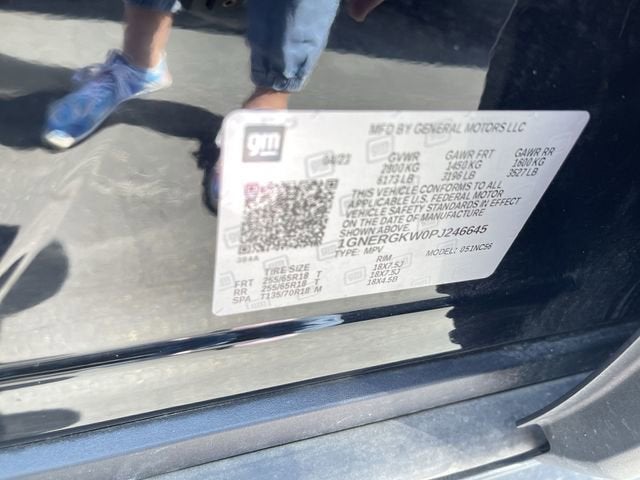 gm
MFD BY GENERAL MOTORS LLC
04/23 GVWR GAWR FRT GAWR RR
2800 KG 1450 KG 1600 KG
6173 LB 3196 LB 3527 LB
THIS VEHICLE CONFORMS TO ALL
APPLICABLE U.S. FEDERAL MOTOR
VEHICLE SAFETY STANDARDS IN EFFECT
ON THE DATE OF MANUFACTURE
SHOWN ABOVE.
1GNERGKW0PJ246645
TYPE: MPV MODEL: 051NC56
TIRE SIZE RIM
FRT 255/65R18 T 18X7.5J
RR 255/65R18 T 18X7.5J
SPA T135/70R18 M 18X4.5B